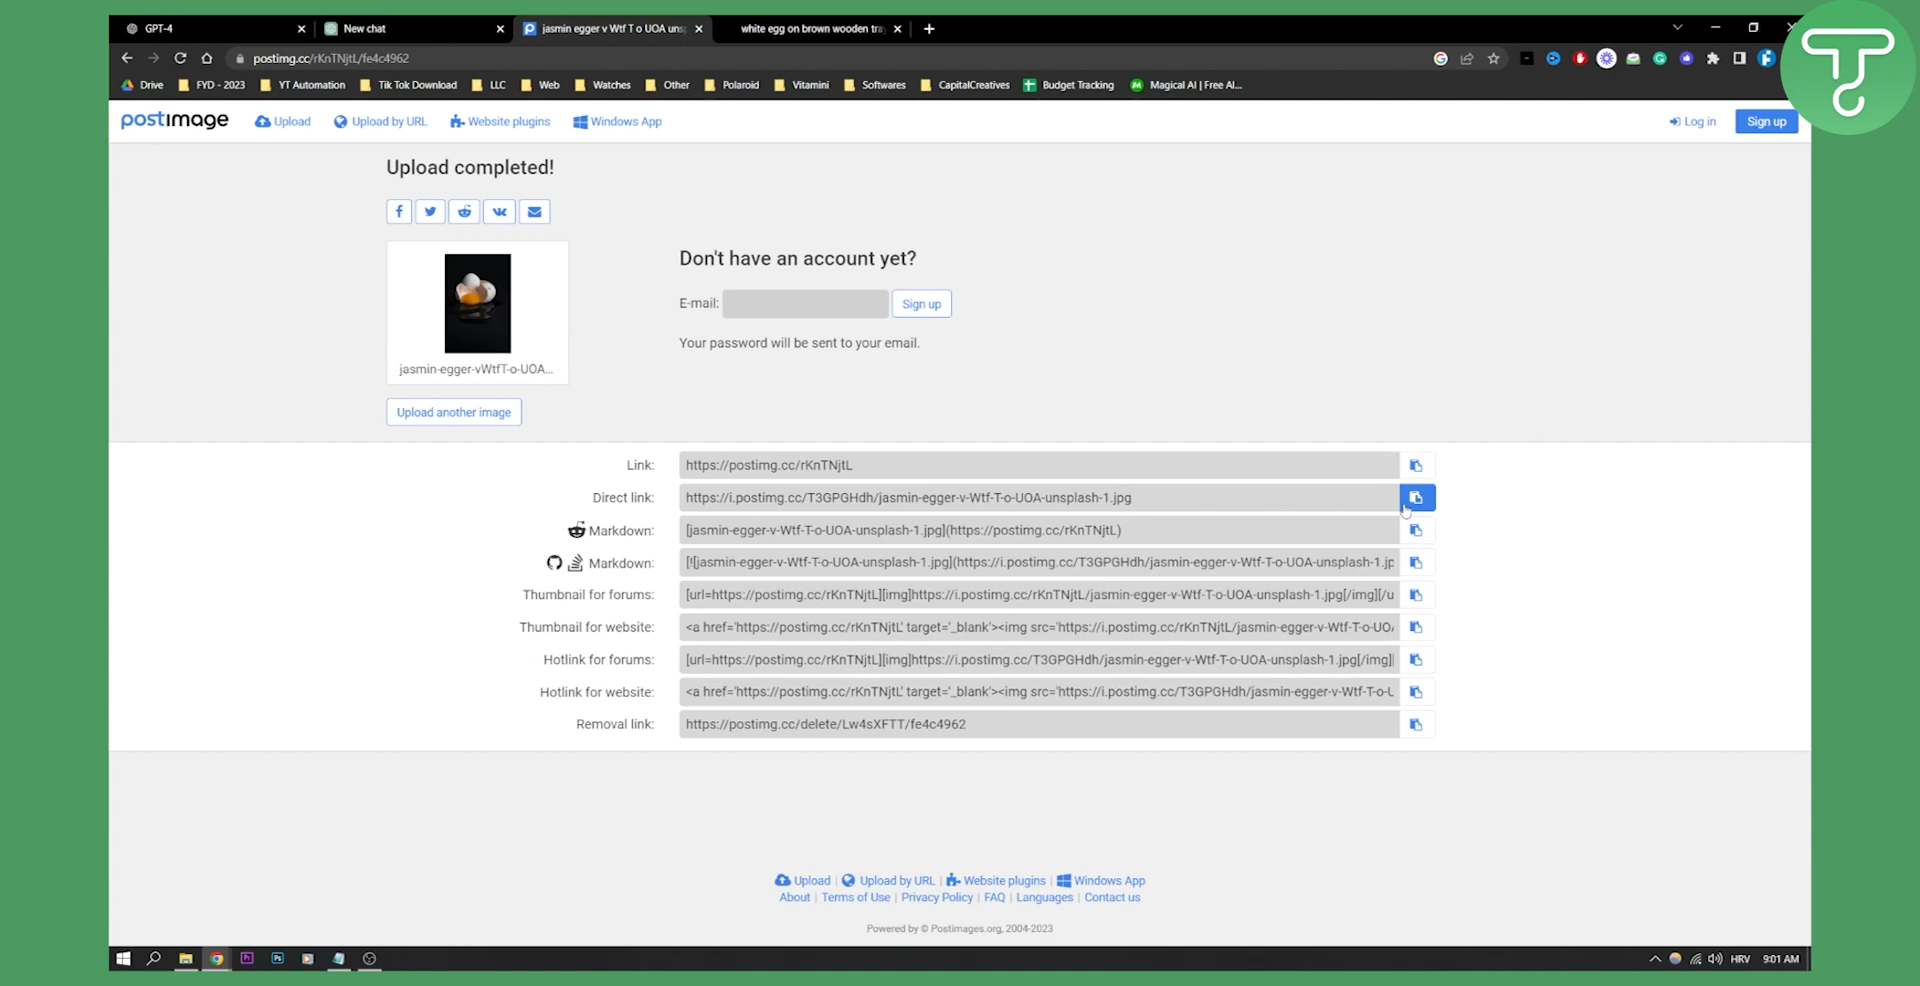 GPT-4
New chat
jasmin egger v Wtf T o UOA uns
white egg on brown wooden tra
postimg.cc/rKnTNjtL/fe4c4962
Drive FYD - 2023 YT Automation Tik Tok Download LLC Web Watches Other Polaroid Vitamini Softwares CapitalCreatives Budget Tracking Magical AI | Free AI...
postimage Upload Upload by URL Website plugins Windows App Log in Sign up
Upload completed!
Don't have an account yet?
E-mail: Sign up
Your password will be sent to your email.
jasmin-egger-vWtfT-o-UOA...
Upload another image
Link: https://postimg.cc/rKnTNjtL
Direct link: https://i.postimg.cc/T3GPGHdh/jasmin-egger-v-Wtf-T-o-UOA-unsplash-1.jpg
Markdown: [jasmin-egger-v-Wtf-T-o-UOA-unsplash-1.jpg](https://postimg.cc/rKnTNjtL)
Markdown: [![jasmin-egger-v-Wtf-T-o-UOA-unsplash-1.jpg](https://i.postimg.cc/T3GPGHdh/jasmin-egger-v-Wtf-T-o-UOA-unsplash-1.jp
Thumbnail for forums: [url=https://postimg.cc/rKnTNjtL][img]https://i.postimg.cc/rKnTNjtL/jasmin-egger-v-Wtf-T-o-UOA-unsplash-1.jpg[/img][/u
Thumbnail for website: <a href='https://postimg.cc/rKnTNjtL' target='_blank'><img src='https://i.postimg.cc/rKnTNjtL/jasmin-egger-v-Wtf-T-o-UOA
Hotlink for forums: [url=https://postimg.cc/rKnTNjtL][img]https://i.postimg.cc/T3GPGHdh/jasmin-egger-v-Wtf-T-o-UOA-unsplash-1.jpg[/img][
Hotlink for website: <a href='https://postimg.cc/rKnTNjtL' target='_blank'><img src='https://i.postimg.cc/T3GPGHdh/jasmin-egger-v-Wtf-T-o-U
Removal link: https://postimg.cc/delete/Lw4sXFTT/fe4c4962
Upload | Upload by URL | Website plugins | Windows App
About | Terms of Use | Privacy Policy | FAQ | Languages | Contact us
Powered by © Postimages.org, 2004-2023
HRV 9:01 AM